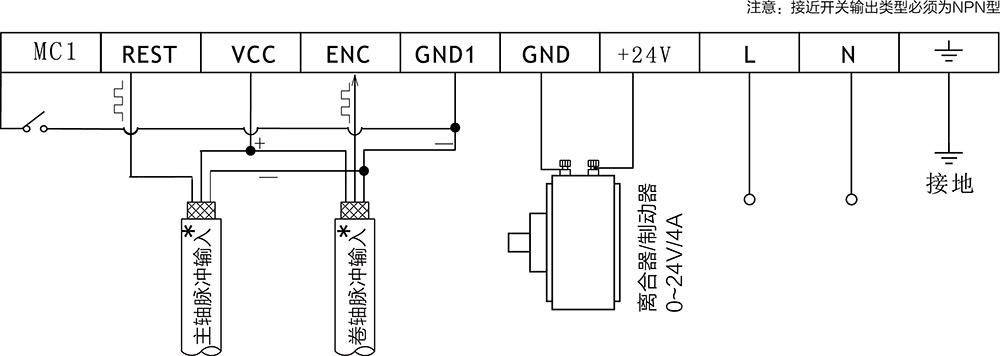 注意：接近开关输出类型必须为NPN型
MC1 REST VCC ENC GND1 GND +24V L N
+
—
—
接地
*主轴脉冲输入
*卷轴脉冲输入
离合器/制动器
0~24V/4A